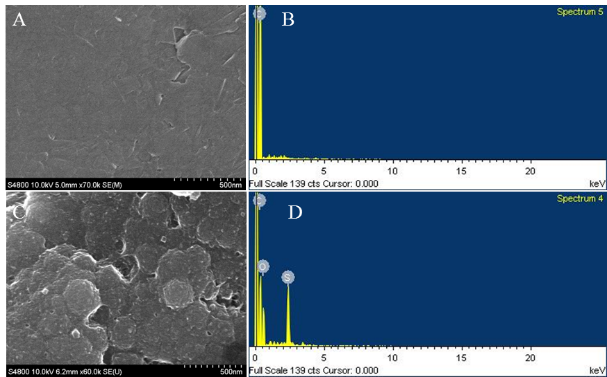 A
S4800 10.0kV 5.0mm x70.0k SE(M)
500nm
B
Spectrum 5
C
0
5
10
15
20
Full Scale 139 cts Cursor: 0.000
keV
C
S4800 10.0kV 6.2mm x60.0k SE(U)
500nm
D
Spectrum 4
C
O
S
0
5
10
15
20
Full Scale 139 cts Cursor: 0.000
keV